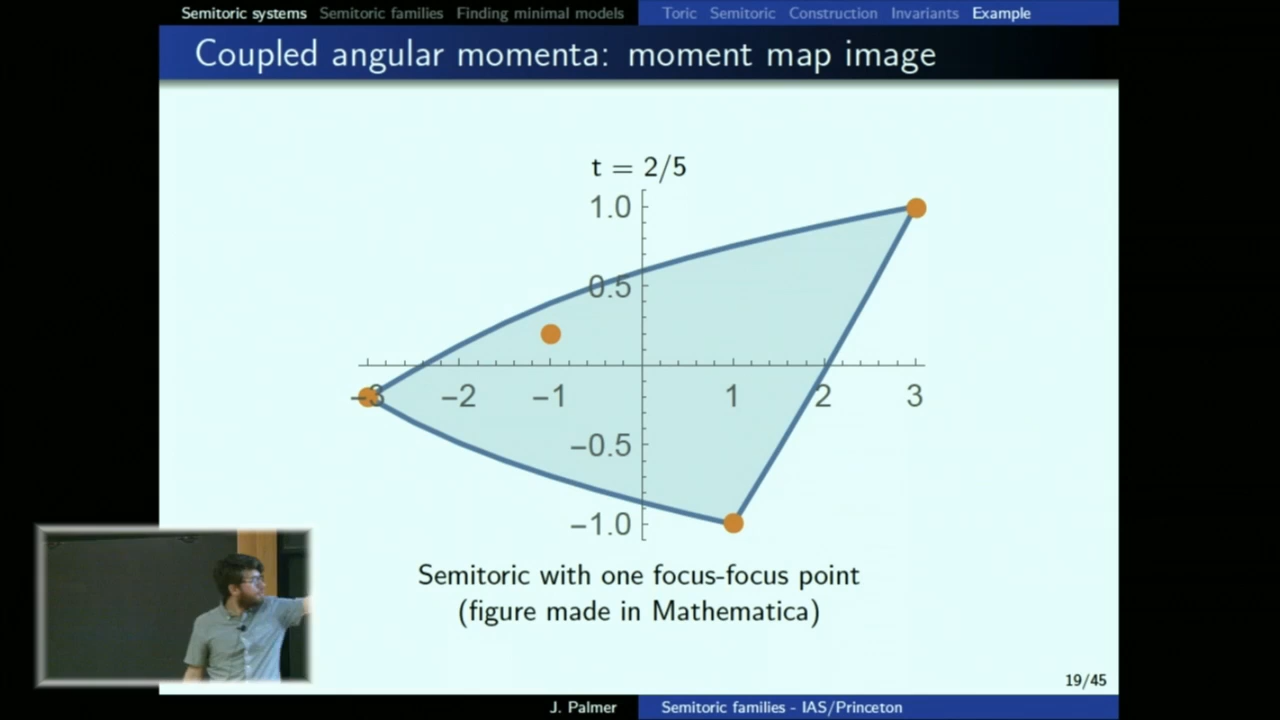 Semitoric systems Semitoric families Finding minimal models Toric Semitoric Construction Invariants Example
Coupled angular momenta: moment map image
t = 2/5
1.0
0.5
−3 −2 −1 1 2 3
−0.5
−1.0
Semitoric with one focus-focus point
(figure made in Mathematica)
19/45
J. Palmer Semitoric families - IAS/Princeton